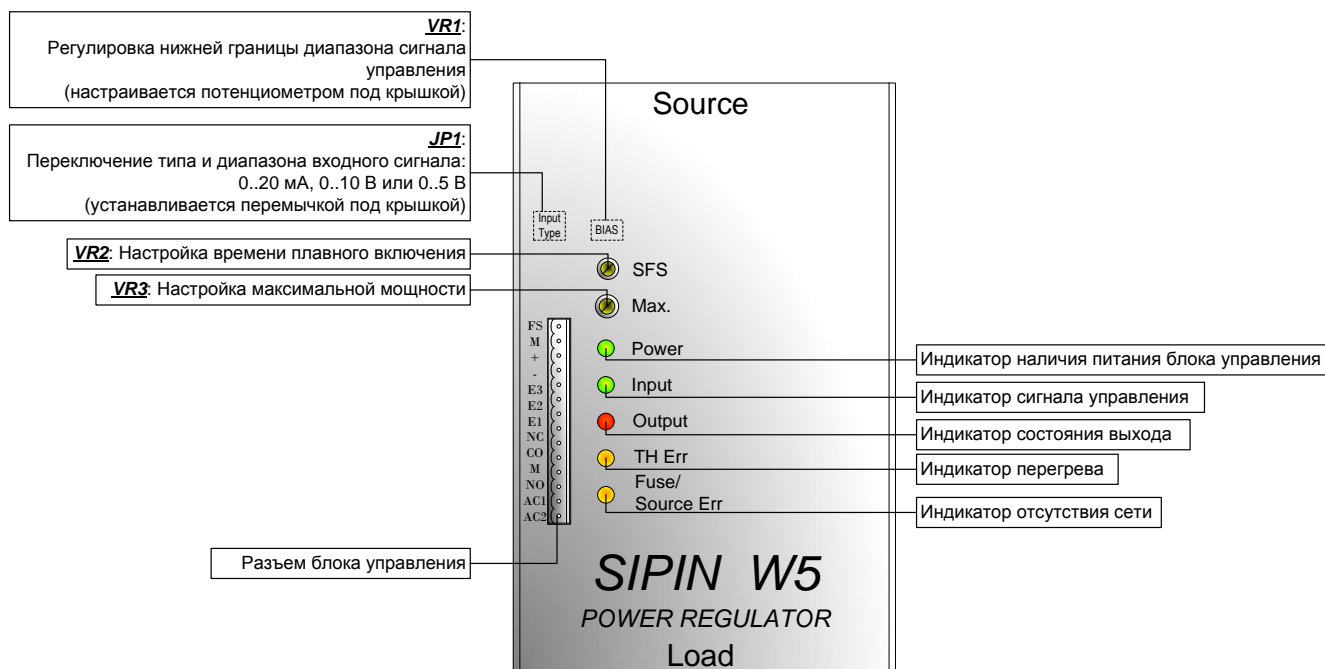 VR1:
Регулировка нижней границы диапазона сигнала
управления
(настраивается потенциометром под крышкой)
JP1:
Переключение типа и диапазона входного сигнала:
0..20 мА, 0..10 В или 0..5 В
(устанавливается перемычкой под крышкой)
VR2: Настройка времени плавного включения
VR3: Настройка максимальной мощности
Разъем блока управления
Source
Input
Type
BIAS
SFS
Max.
FS
M
+
-
E3
E2
E1
NC
CO
M
NO
AC1
AC2
Power
Input
Output
TH Err
Fuse/
Source Err
SIPIN W5
POWER REGULATOR
Load
Индикатор наличия питания блока управления
Индикатор сигнала управления
Индикатор состояния выхода
Индикатор перегрева
Индикатор отсутствия сети